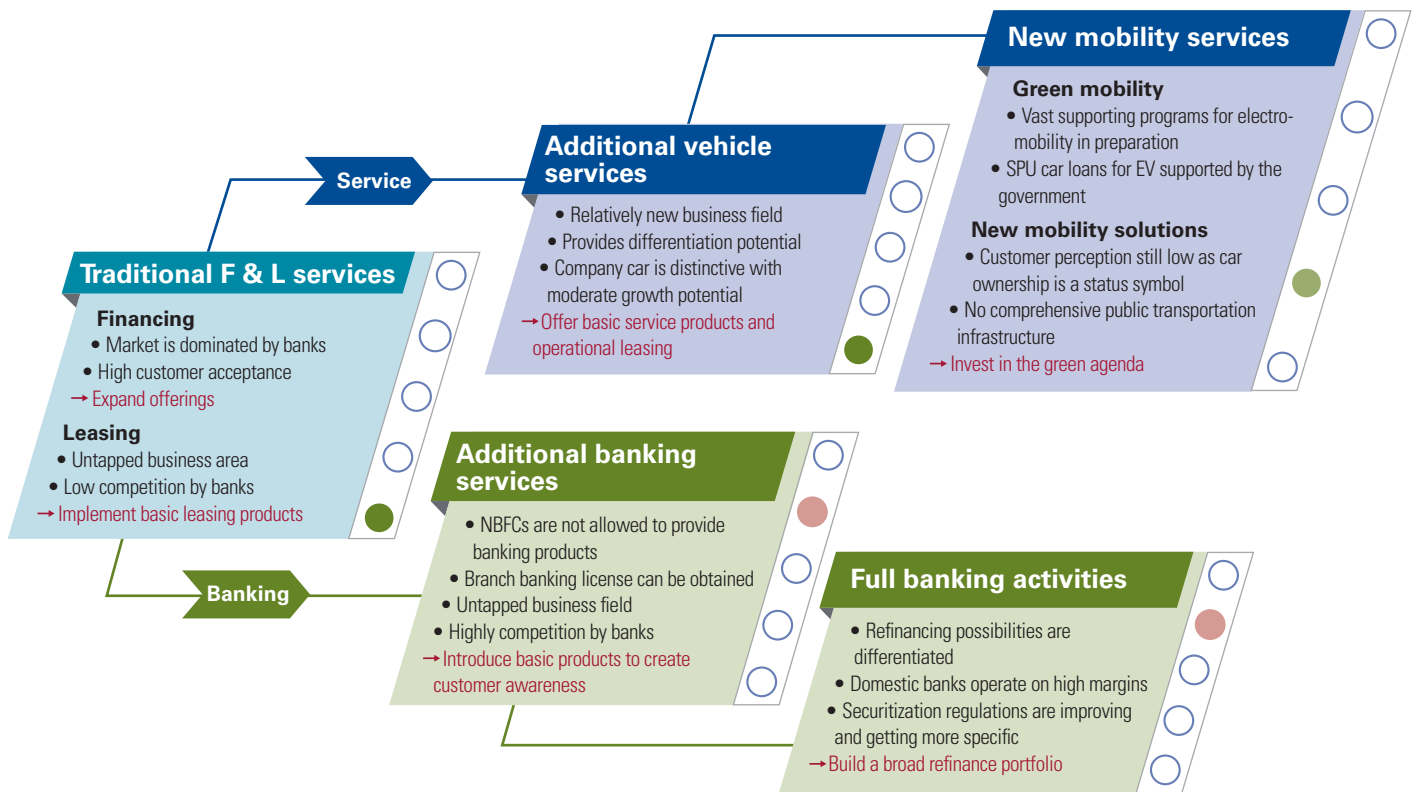 Traditional F & L services
Financing
• Market is dominated by banks
• High customer acceptance
→ Expand offerings
Leasing
• Untapped business area
• Low competition by banks
→ Implement basic leasing products
Service
Additional vehicle
services
• Relatively new business field
• Provides differentiation potential
• Company car is distinctive with
moderate growth potential
→ Offer basic service products and
operational leasing
New mobility services
Green mobility
• Vast supporting programs for electro-
mobility in preparation
• SPU car loans for EV supported by the
government
New mobility solutions
• Customer perception still low as car
ownership is a status symbol
• No comprehensive public transportation
infrastructure
→ Invest in the green agenda
Banking
Additional banking
services
• NBFCs are not allowed to provide
banking products
• Branch banking license can be obtained
• Untapped business field
• Highly competition by banks
→ Introduce basic products to create
customer awareness
Full banking activities
• Refinancing possibilities are
differentiated
• Domestic banks operate on high margins
• Securitization regulations are improving
and getting more specific
→ Build a broad refinance portfolio